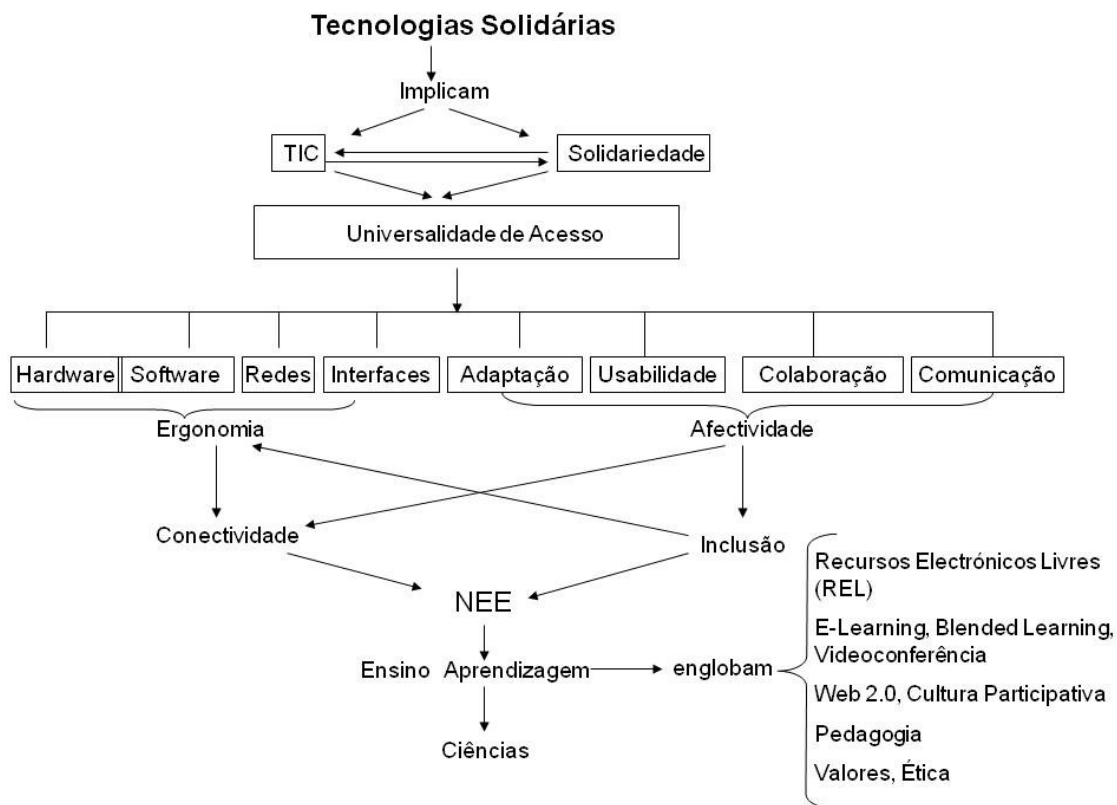 Tecnologias Solidárias
Implicam
TIC
Solidariedade
Universalidade de Acesso
Hardware
Software
Redes
Interfaces
Adaptação
Usabilidade
Colaboração
Comunicação
Ergonomia
Afectividade
Conectividade
Inclusão
NEE
Ensino Aprendizagem
englobam
Recursos Electrónicos Livres
(REL)
E-Learning, Blended Learning,
Videoconferência
Web 2.0, Cultura Participativa
Pedagogia
Valores, Ética
Ciências